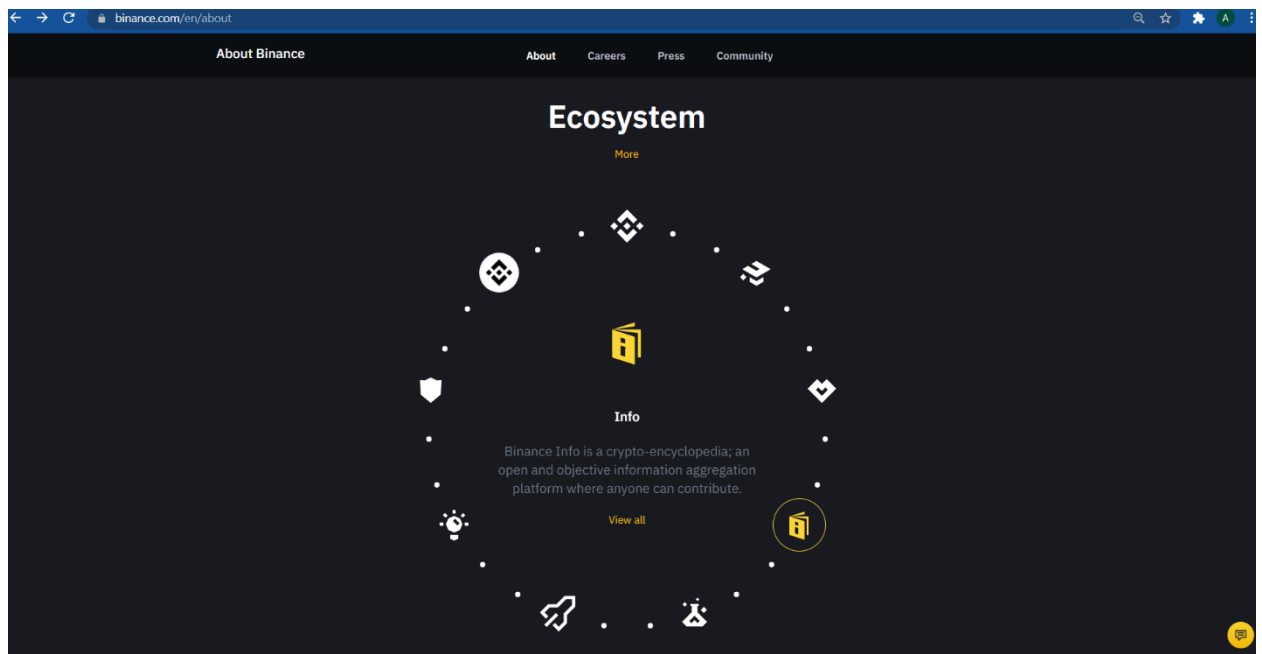 binance.com/en/about
A
About Binance
About Careers Press Community
Ecosystem
More
Info
Binance Info is a crypto-encyclopedia; an
open and objective information aggregation
platform where anyone can contribute.
View all